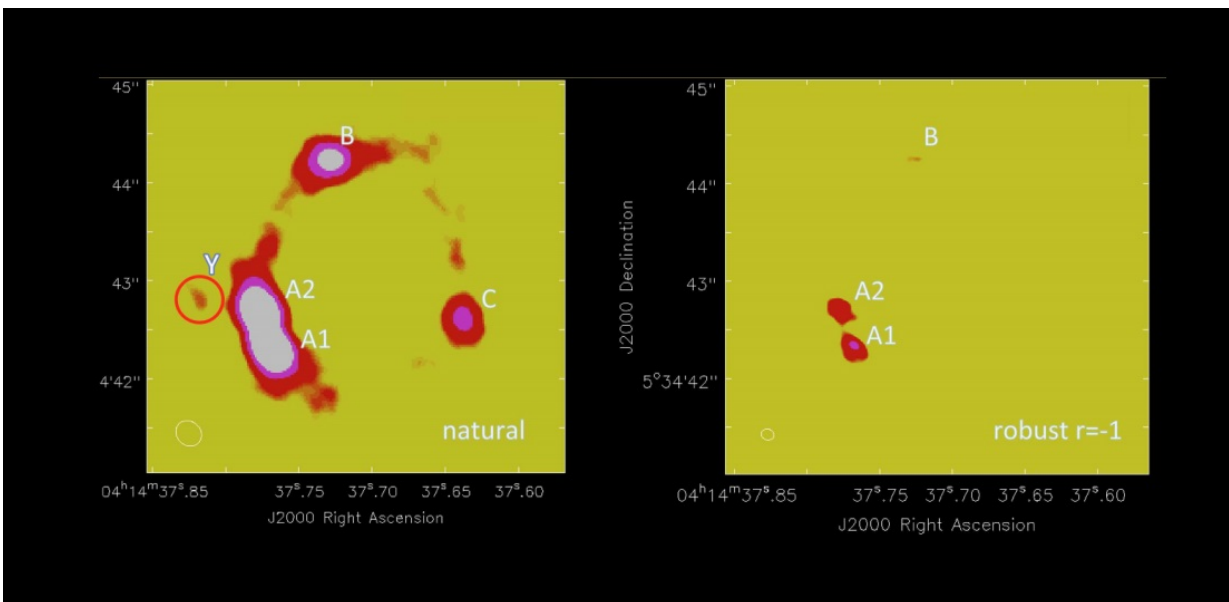 45''
B
44''
Y
43''
A2
C
A1
4'42''
natural
04ʰ14ᵐ37ˢ.85
37ˢ.75
37ˢ.70
37ˢ.65
37ˢ.60
J2000 Right Ascension
J2000 Declination
45''
B
44''
43''
A2
A1
5°34'42''
robust r=-1
04ʰ14ᵐ37ˢ.85
37ˢ.75
37ˢ.70
37ˢ.65
37ˢ.60
J2000 Right Ascension